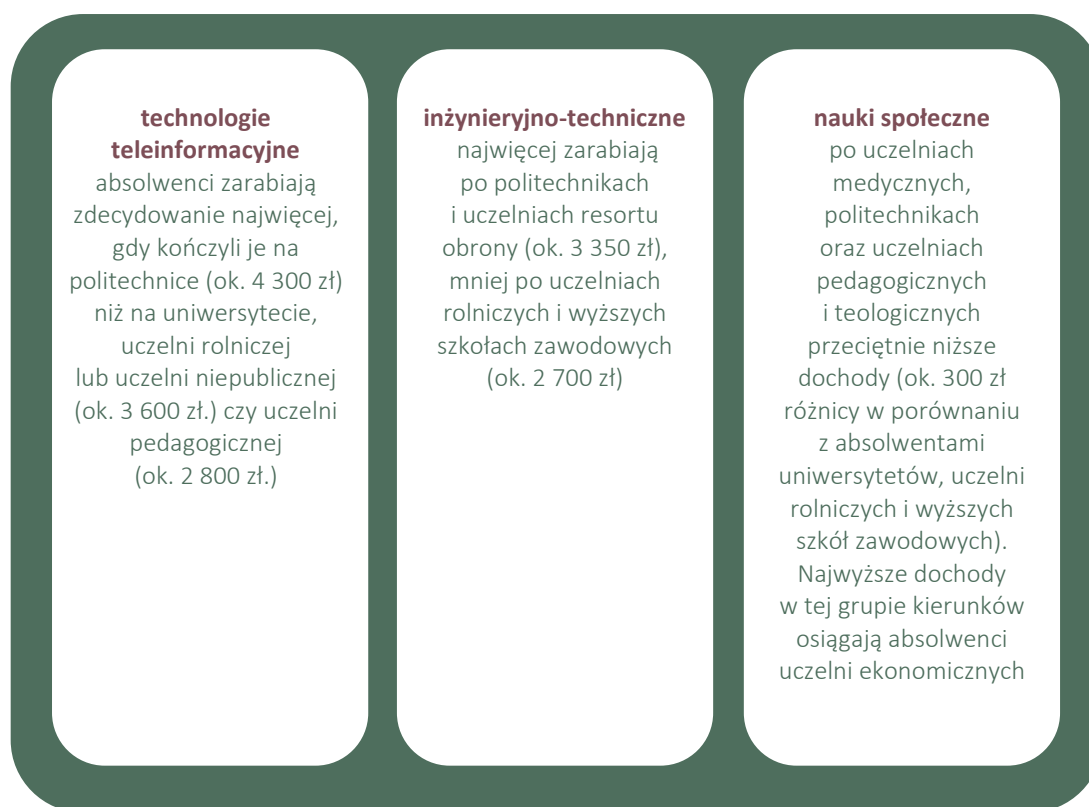 technologie
teleinformacyjne
absolwenci zarabiają
zdecydowanie najwięcej,
gdy kończyli je na
politechnice (ok. 4 300 zł)
niż na uniwersytecie,
uczelni rolniczej
lub uczelni niepublicznej
(ok. 3 600 zł.) czy uczelni
pedagogicznej
(ok. 2 800 zł.)
inżynieryjno-techniczne
najwięcej zarabiają
po politechnikach
i uczelniach resortu
obrony (ok. 3 350 zł),
mniej po uczelniach
rolniczych i wyższych
szkołach zawodowych
(ok. 2 700 zł)
nauki społeczne
po uczelniach
medycznych,
politechnikach
oraz uczelniach
pedagogicznych
i teologicznych
przeciętnie niższe
dochody (ok. 300 zł
różnicy w porównaniu
z absolwentami
uniwersytetów, uczelni
rolniczych i wyższych
szkół zawodowych).
Najwyższe dochody
w tej grupie kierunków
osiągają absolwenci
uczelni ekonomicznych